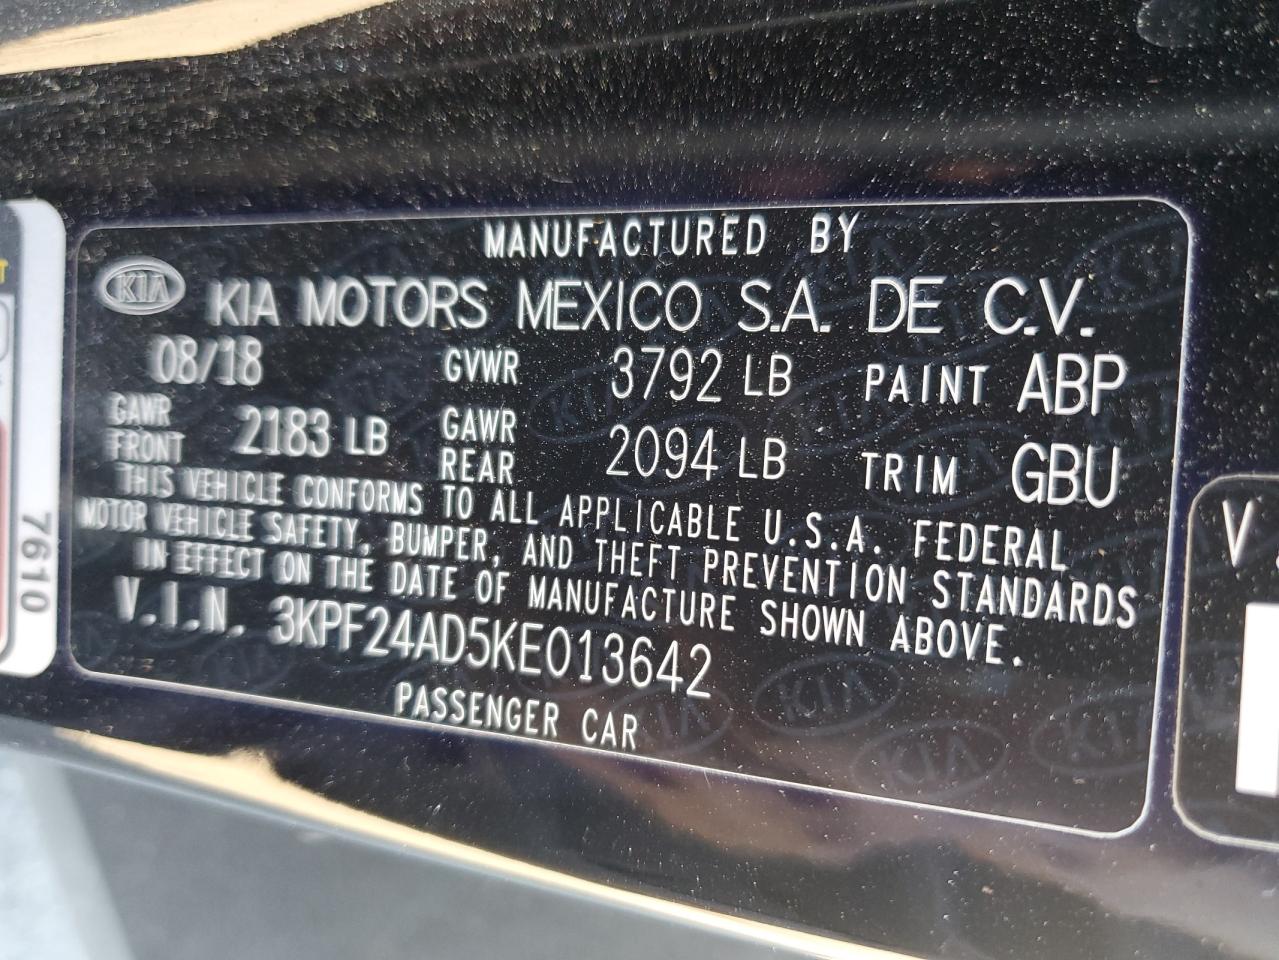 MANUFACTURED BY
KIA KIA MOTORS MEXICO S.A. DE C.V.
08/18 GVWR 3792 LB PAINT ABP
GAWR FRONT 2183 LB GAWR REAR 2094 LB TRIM GBU
THIS VEHICLE CONFORMS TO ALL APPLICABLE U.S.A. FEDERAL
MOTOR VEHICLE SAFETY, BUMPER, AND THEFT PREVENTION STANDARDS
IN EFFECT ON THE DATE OF MANUFACTURE SHOWN ABOVE.
V.I.N. 3KPF24AD5KE013642
PASSENGER CAR
7610
V.